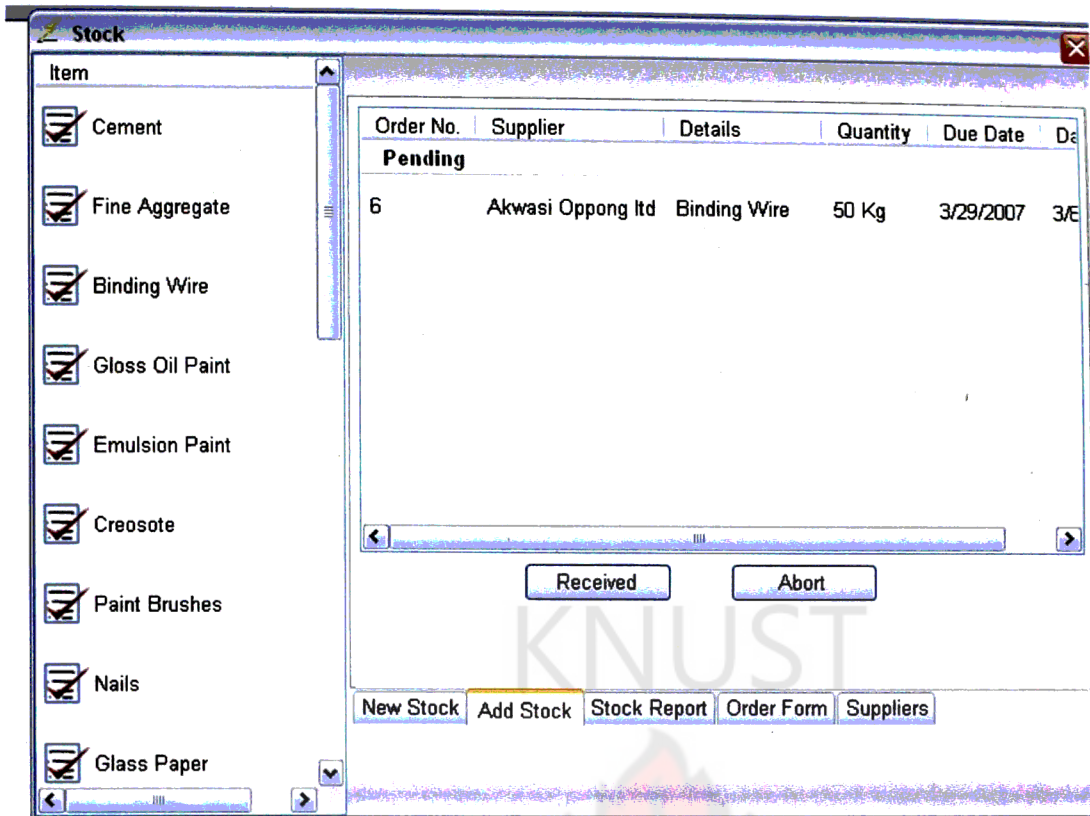 Stock
Item
Cement
Fine Aggregate
Binding Wire
Gloss Oil Paint
Emulsion Paint
Creosote
Paint Brushes
Nails
Glass Paper
Order No. Supplier Details Quantity Due Date
Pending
6 Akwasi Oppong ltd Binding Wire 50 Kg 3/29/2007
Received Abort
KNUST
New Stock Add Stock Stock Report Order Form Suppliers